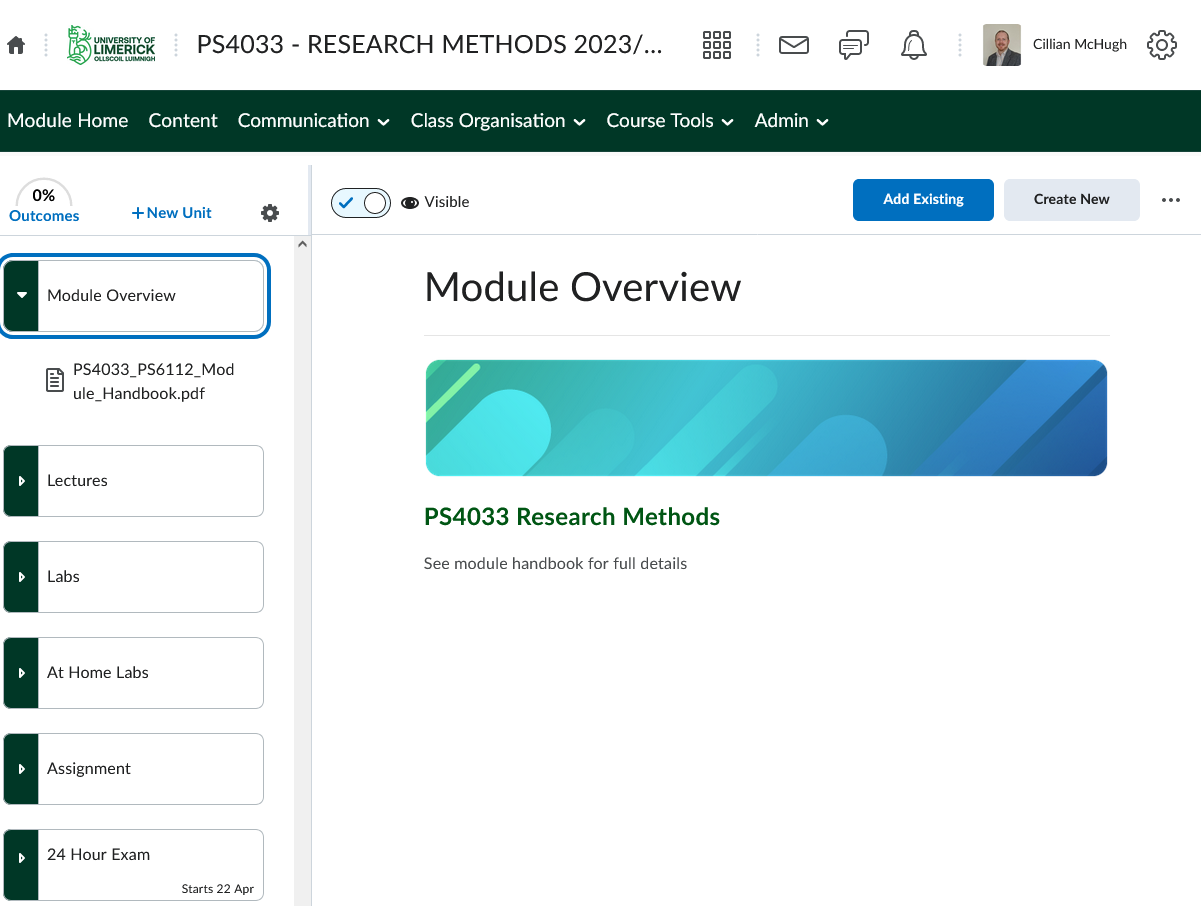 UNIVERSITY OF
LIMERICK
OLLSCOIL LUIMNIGH
PS4033 - RESEARCH METHODS 2023/...
Cillian McHugh
Module Home Content Communication Class Organisation Course Tools Admin
0%
Outcomes
New Unit
Visible
Add Existing
Create New
Module Overview
PS4033_PS6112_Mod
ule_Handbook.pdf
Lectures
Labs
At Home Labs
Assignment
24 Hour Exam
Starts 22 Apr
Module Overview
PS4033 Research Methods
See module handbook for full details